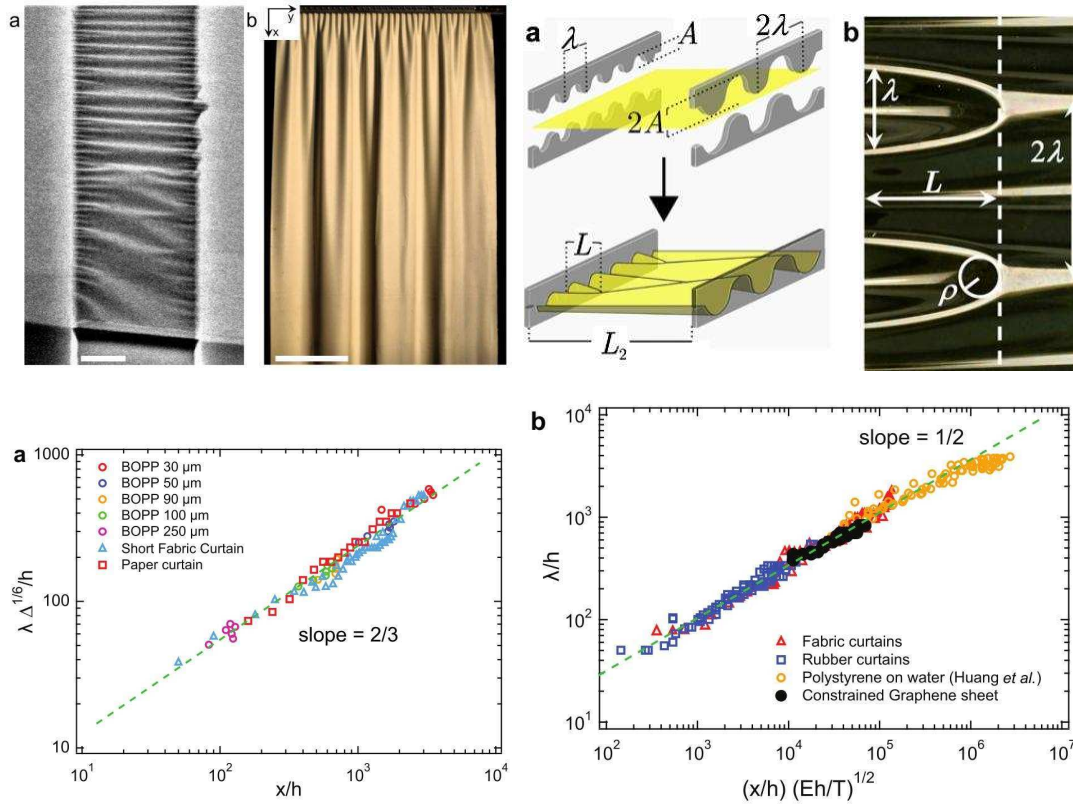 a
b
y
x
a
λ
A
2λ
2A
L
L₂
b
λ
L
2λ
ρ
a
1000
100
10
λ Δ^1/6/h
BOPP 30 µm
BOPP 50 µm
BOPP 90 µm
BOPP 100 µm
BOPP 250 µm
Short Fabric Curtain
Paper curtain
slope = 2/3
10¹ 10² 10³ 10⁴
x/h
b
10⁴
10³
10²
10¹
λ/h
slope = 1/2
Fabric curtains
Rubber curtains
Polystyrene on water (Huang et al.)
Constrained Graphene sheet
10² 10³ 10⁴ 10⁵ 10⁶ 10⁷
(x/h) (Eh/T)^1/2